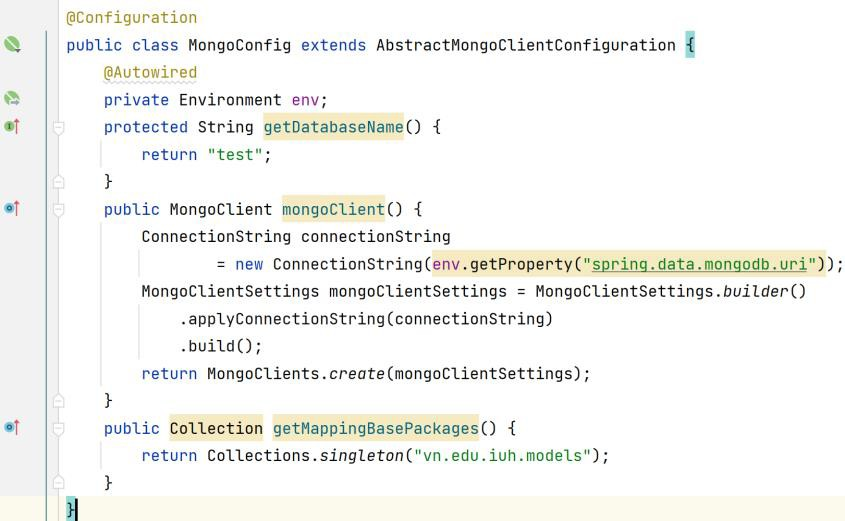 @Configuration
public class MongoConfig extends AbstractMongoClientConfiguration {
    @Autowired
    private Environment env;
    protected String getDatabaseName() {
        return "test";
    }
    public MongoClient mongoClient() {
        ConnectionString connectionString
                = new ConnectionString(env.getProperty("spring.data.mongodb.uri"));
        MongoClientSettings mongoClientSettings = MongoClientSettings.builder()
            .applyConnectionString(connectionString)
            .build();
        return MongoClients.create(mongoClientSettings);
    }
    public Collection getMappingBasePackages() {
        return Collections.singleton("vn.edu.iuh.models");
    }
}